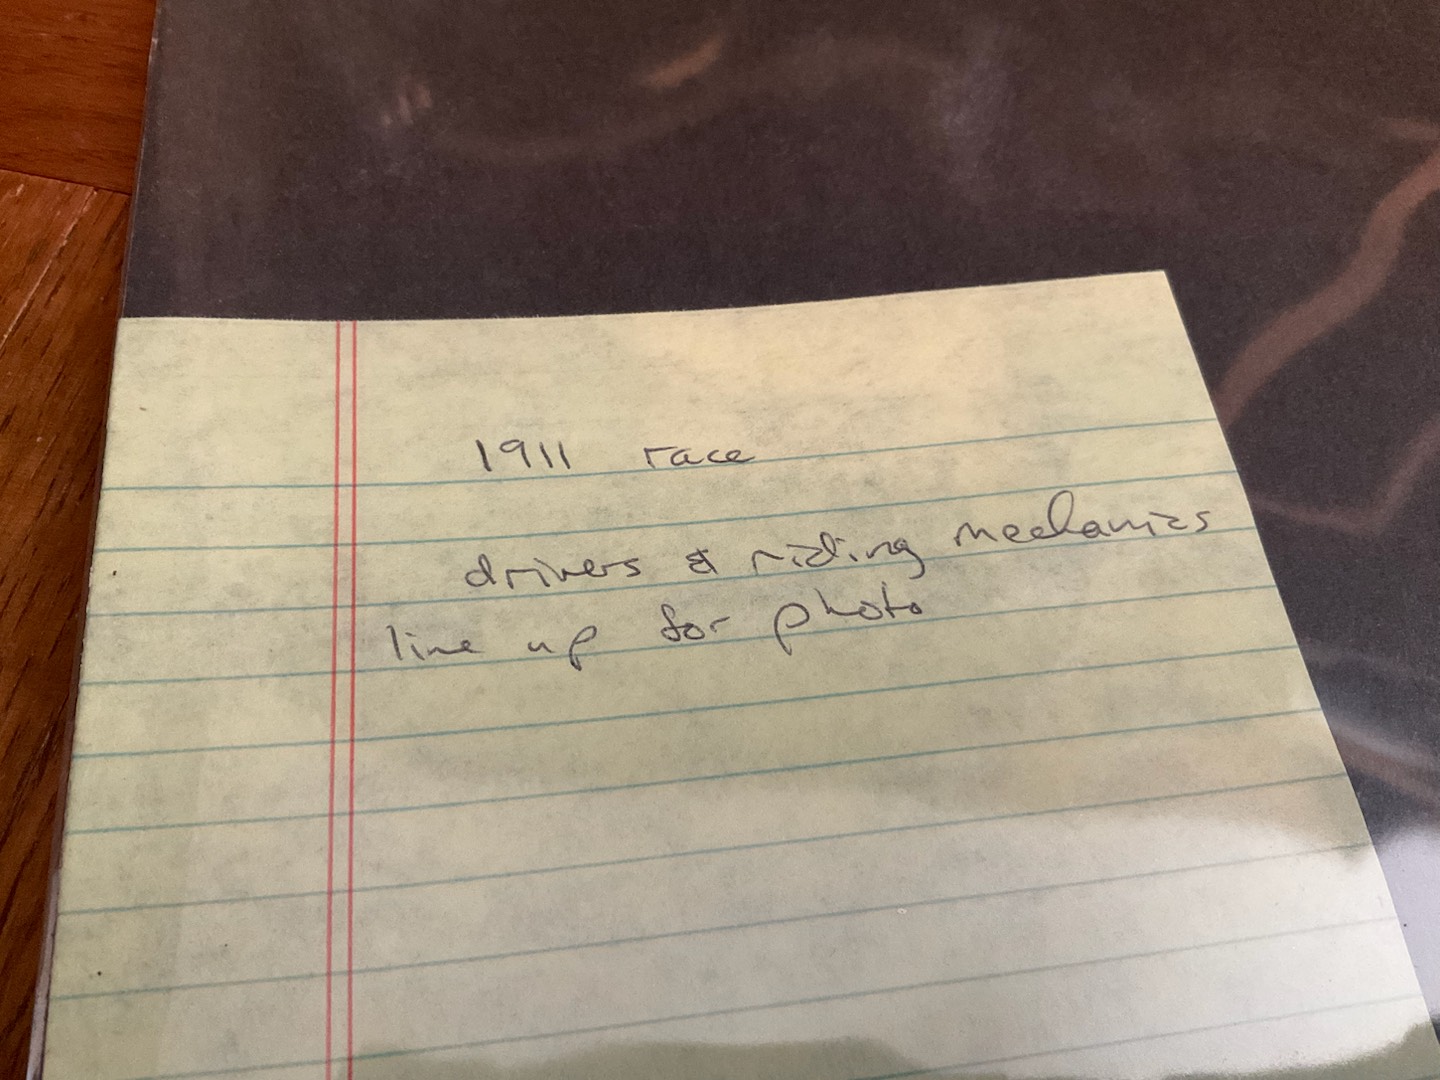 1911 race
drivers & riding mechanics
line up for photo